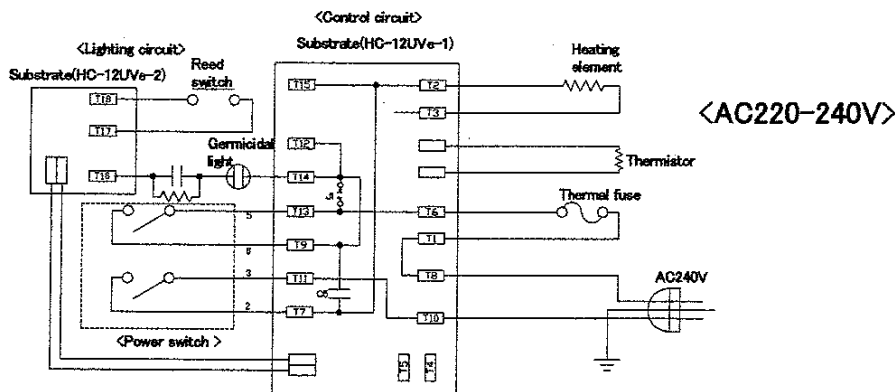 <Control circuit>
Substrate(HC-12UVe-1)
<Lighting circuit>
Substrate(HC-12UVe-2)
Reed
switch
Heating
element
<AC220-240V>
T18
T17
T16
Germicidal
light
T15
T2
T3
T12
T14
Thermistor
Thermal fuse
T13
T6
5
T9
T1
6
T11
T8
3
C5
AC240V
T7
T10
2
<Power switch >
T5
T4